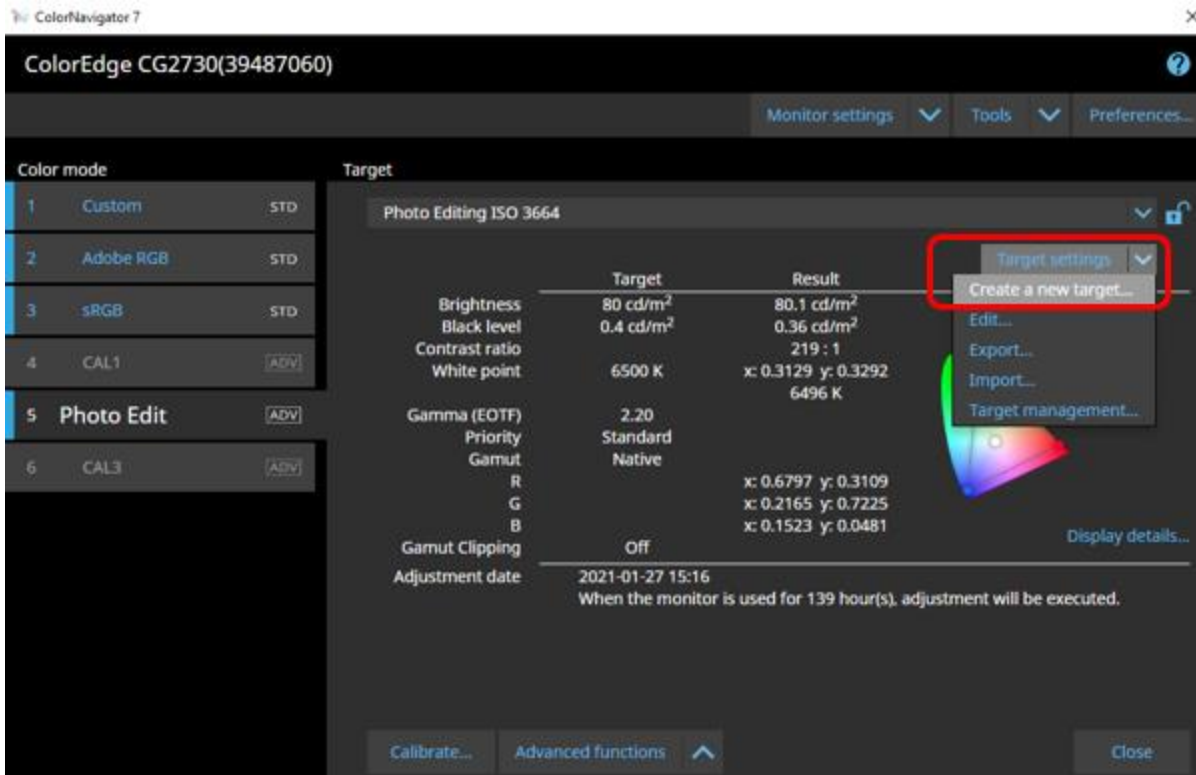 ColorNavigator 7
ColorEdge CG2730(39487060)
Monitor settings Tools Preferences...
Color mode
1 Custom STD
2 Adobe RGB STD
3 sRGB STD
4 CAL1 ADV
5 Photo Edit ADV
6 CAL3 ADV
Target
Photo Editing ISO 3664
Target settings
Create a new target...
Edit...
Export...
Import...
Target management...
Target Result
Brightness 80 cd/m² 80.1 cd/m²
Black level 0.4 cd/m² 0.36 cd/m²
Contrast ratio 219 : 1
White point 6500 K x: 0.3129 y: 0.3292
6496 K
Gamma (EOTF) 2.20
Priority Standard
Gamut Native
R x: 0.6797 y: 0.3109
G x: 0.2165 y: 0.7225
B x: 0.1523 y: 0.0481
Gamut Clipping Off
Display details...
Adjustment date 2021-01-27 15:16
When the monitor is used for 139 hour(s), adjustment will be executed.
Calibrate... Advanced functions Close